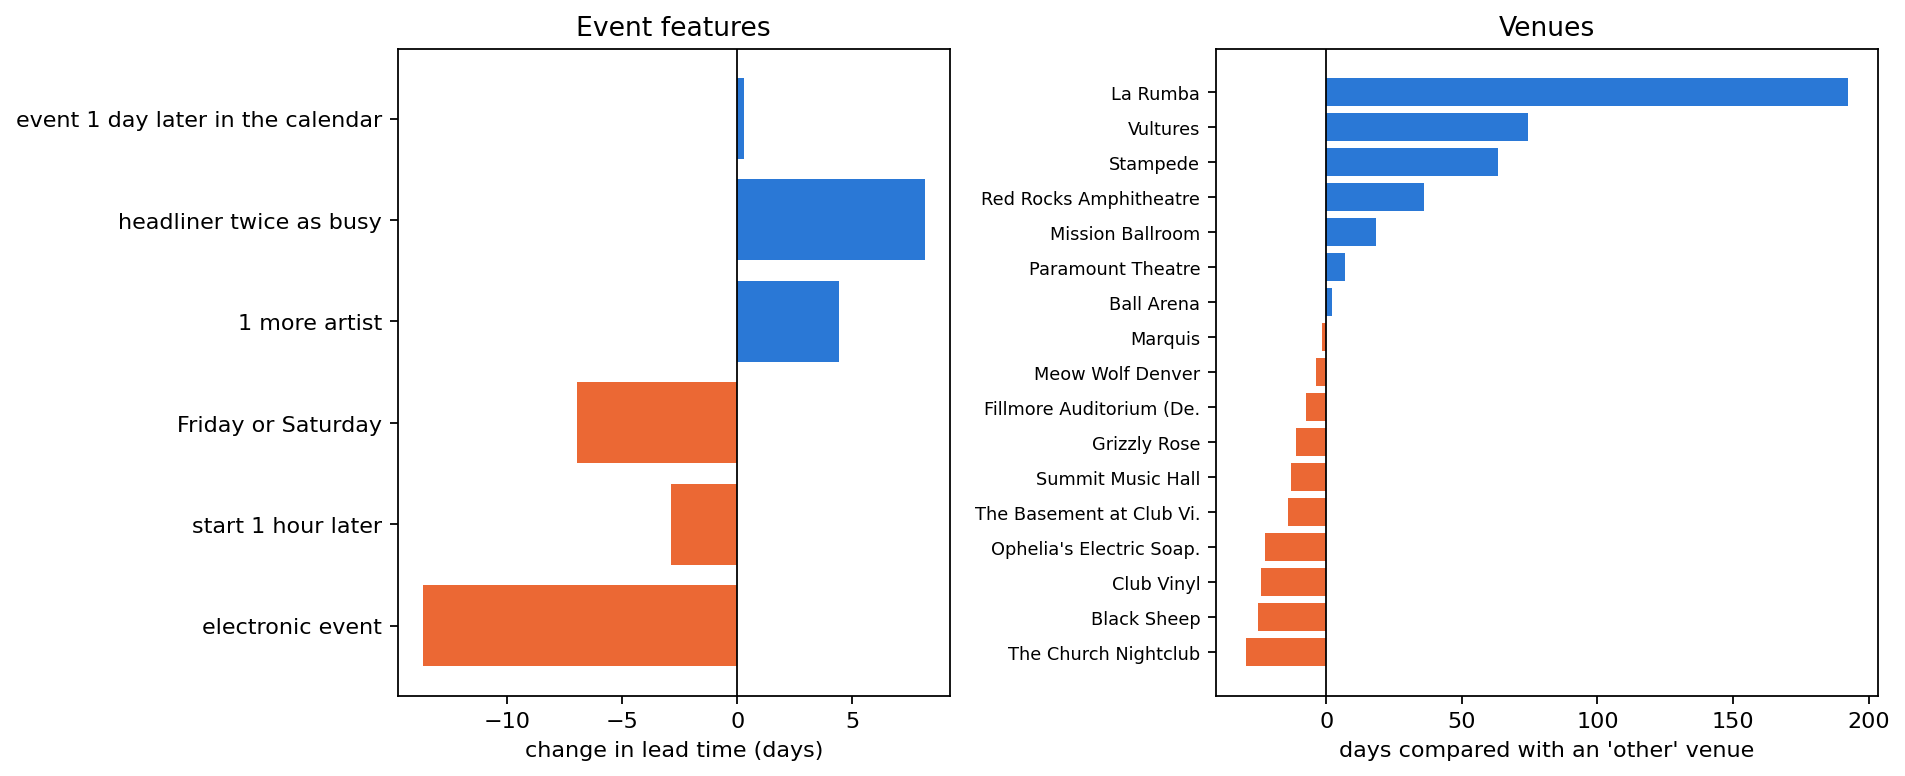 Event features
event 1 day later in the calendar
headliner twice as busy
1 more artist
Friday or Saturday
start 1 hour later
electronic event
−10 −5 0 5
change in lead time (days)
Venues
La Rumba
Vultures
Stampede
Red Rocks Amphitheatre
Mission Ballroom
Paramount Theatre
Ball Arena
Marquis
Meow Wolf Denver
Fillmore Auditorium (De.
Grizzly Rose
Summit Music Hall
The Basement at Club Vi.
Ophelia's Electric Soap.
Club Vinyl
Black Sheep
The Church Nightclub
0 50 100 150 200
days compared with an 'other' venue